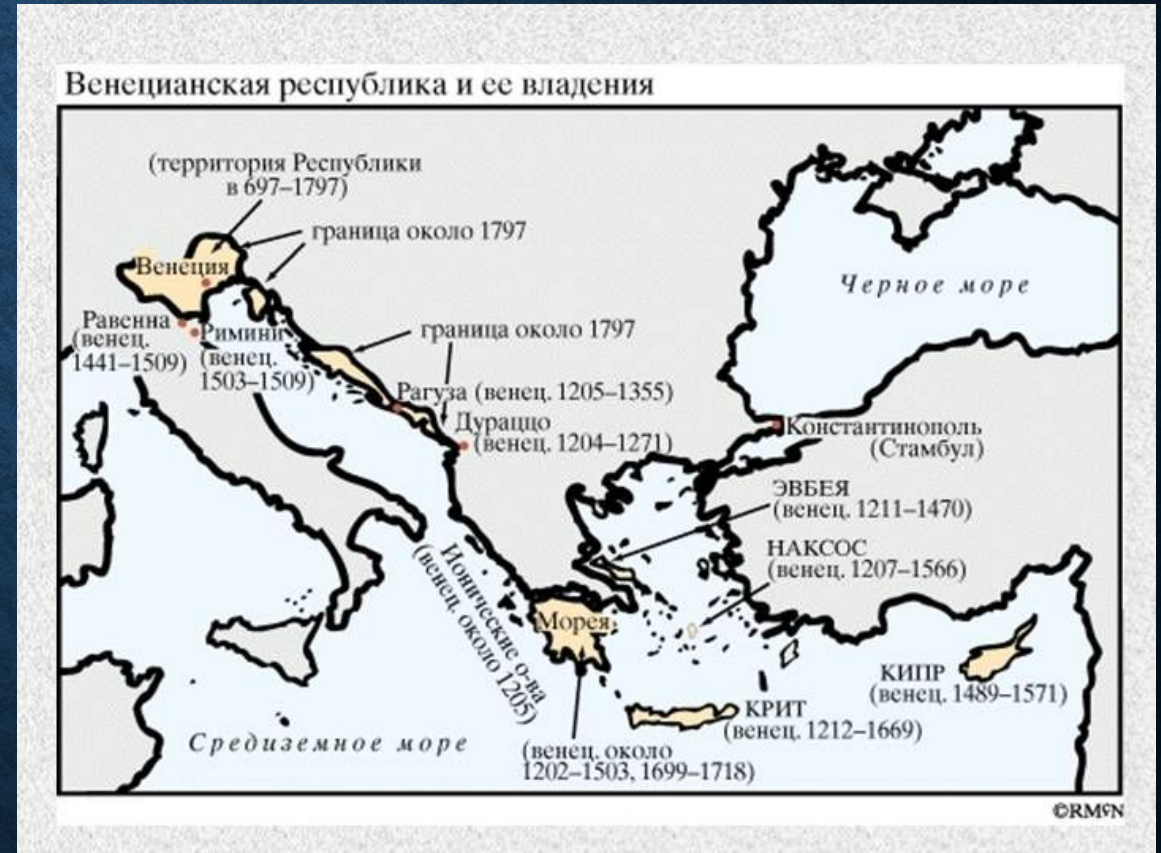 Венецианская республика и ее владения
(территория Республики
в 697–1797)
граница около 1797
Венеция
Черное море
Равенна
(венец.
1441–1509)
Римини
(венец.
1503–1509)
граница около 1797
Рагуза (венец. 1205–1355)
Дураццо
(венец. 1204–1271)
Константинополь
(Стамбул)
ЭВБЕЯ
(венец. 1211–1470)
НАКСОС
(венец. 1207–1566)
Ионические о-ва
(венец. около 1205)
Морея
КИПР
(венец. 1489–1571)
КРИТ
(венец. 1212–1669)
Средиземное море
(венец. около
1202–1503, 1699–1718)
©RMCN